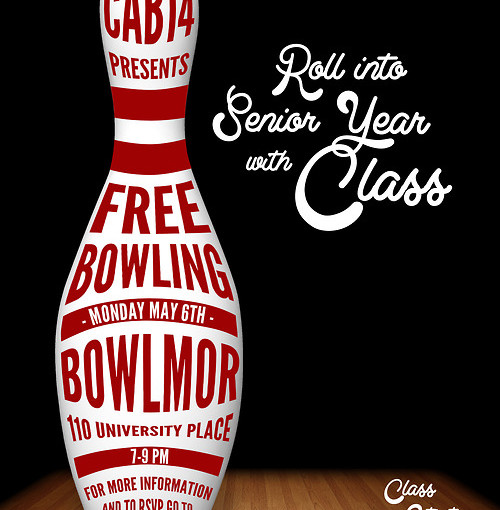 CAB14
PRESENTS
FREE
BOWLING
- MONDAY MAY 6TH -
BOWLMOR
110 UNIVERSITY PLACE
7-9 PM
FOR MORE INFORMATION
AND TO RSVP GO TO
Roll into
Senior Year
with
Class
Class